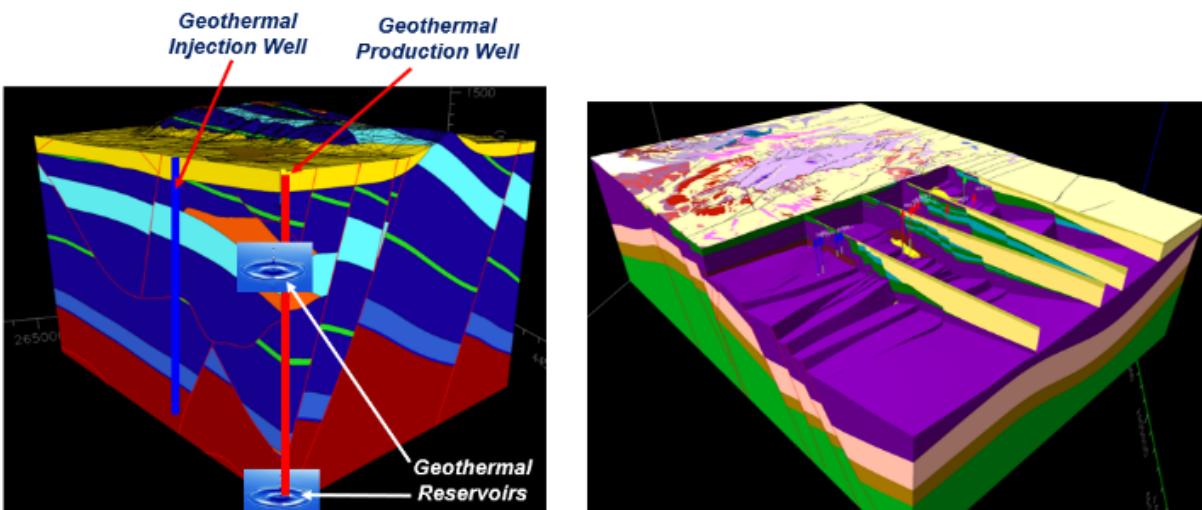 Geothermal
Injection Well
Geothermal
Production Well
1500
26500
Geothermal
Reservoirs